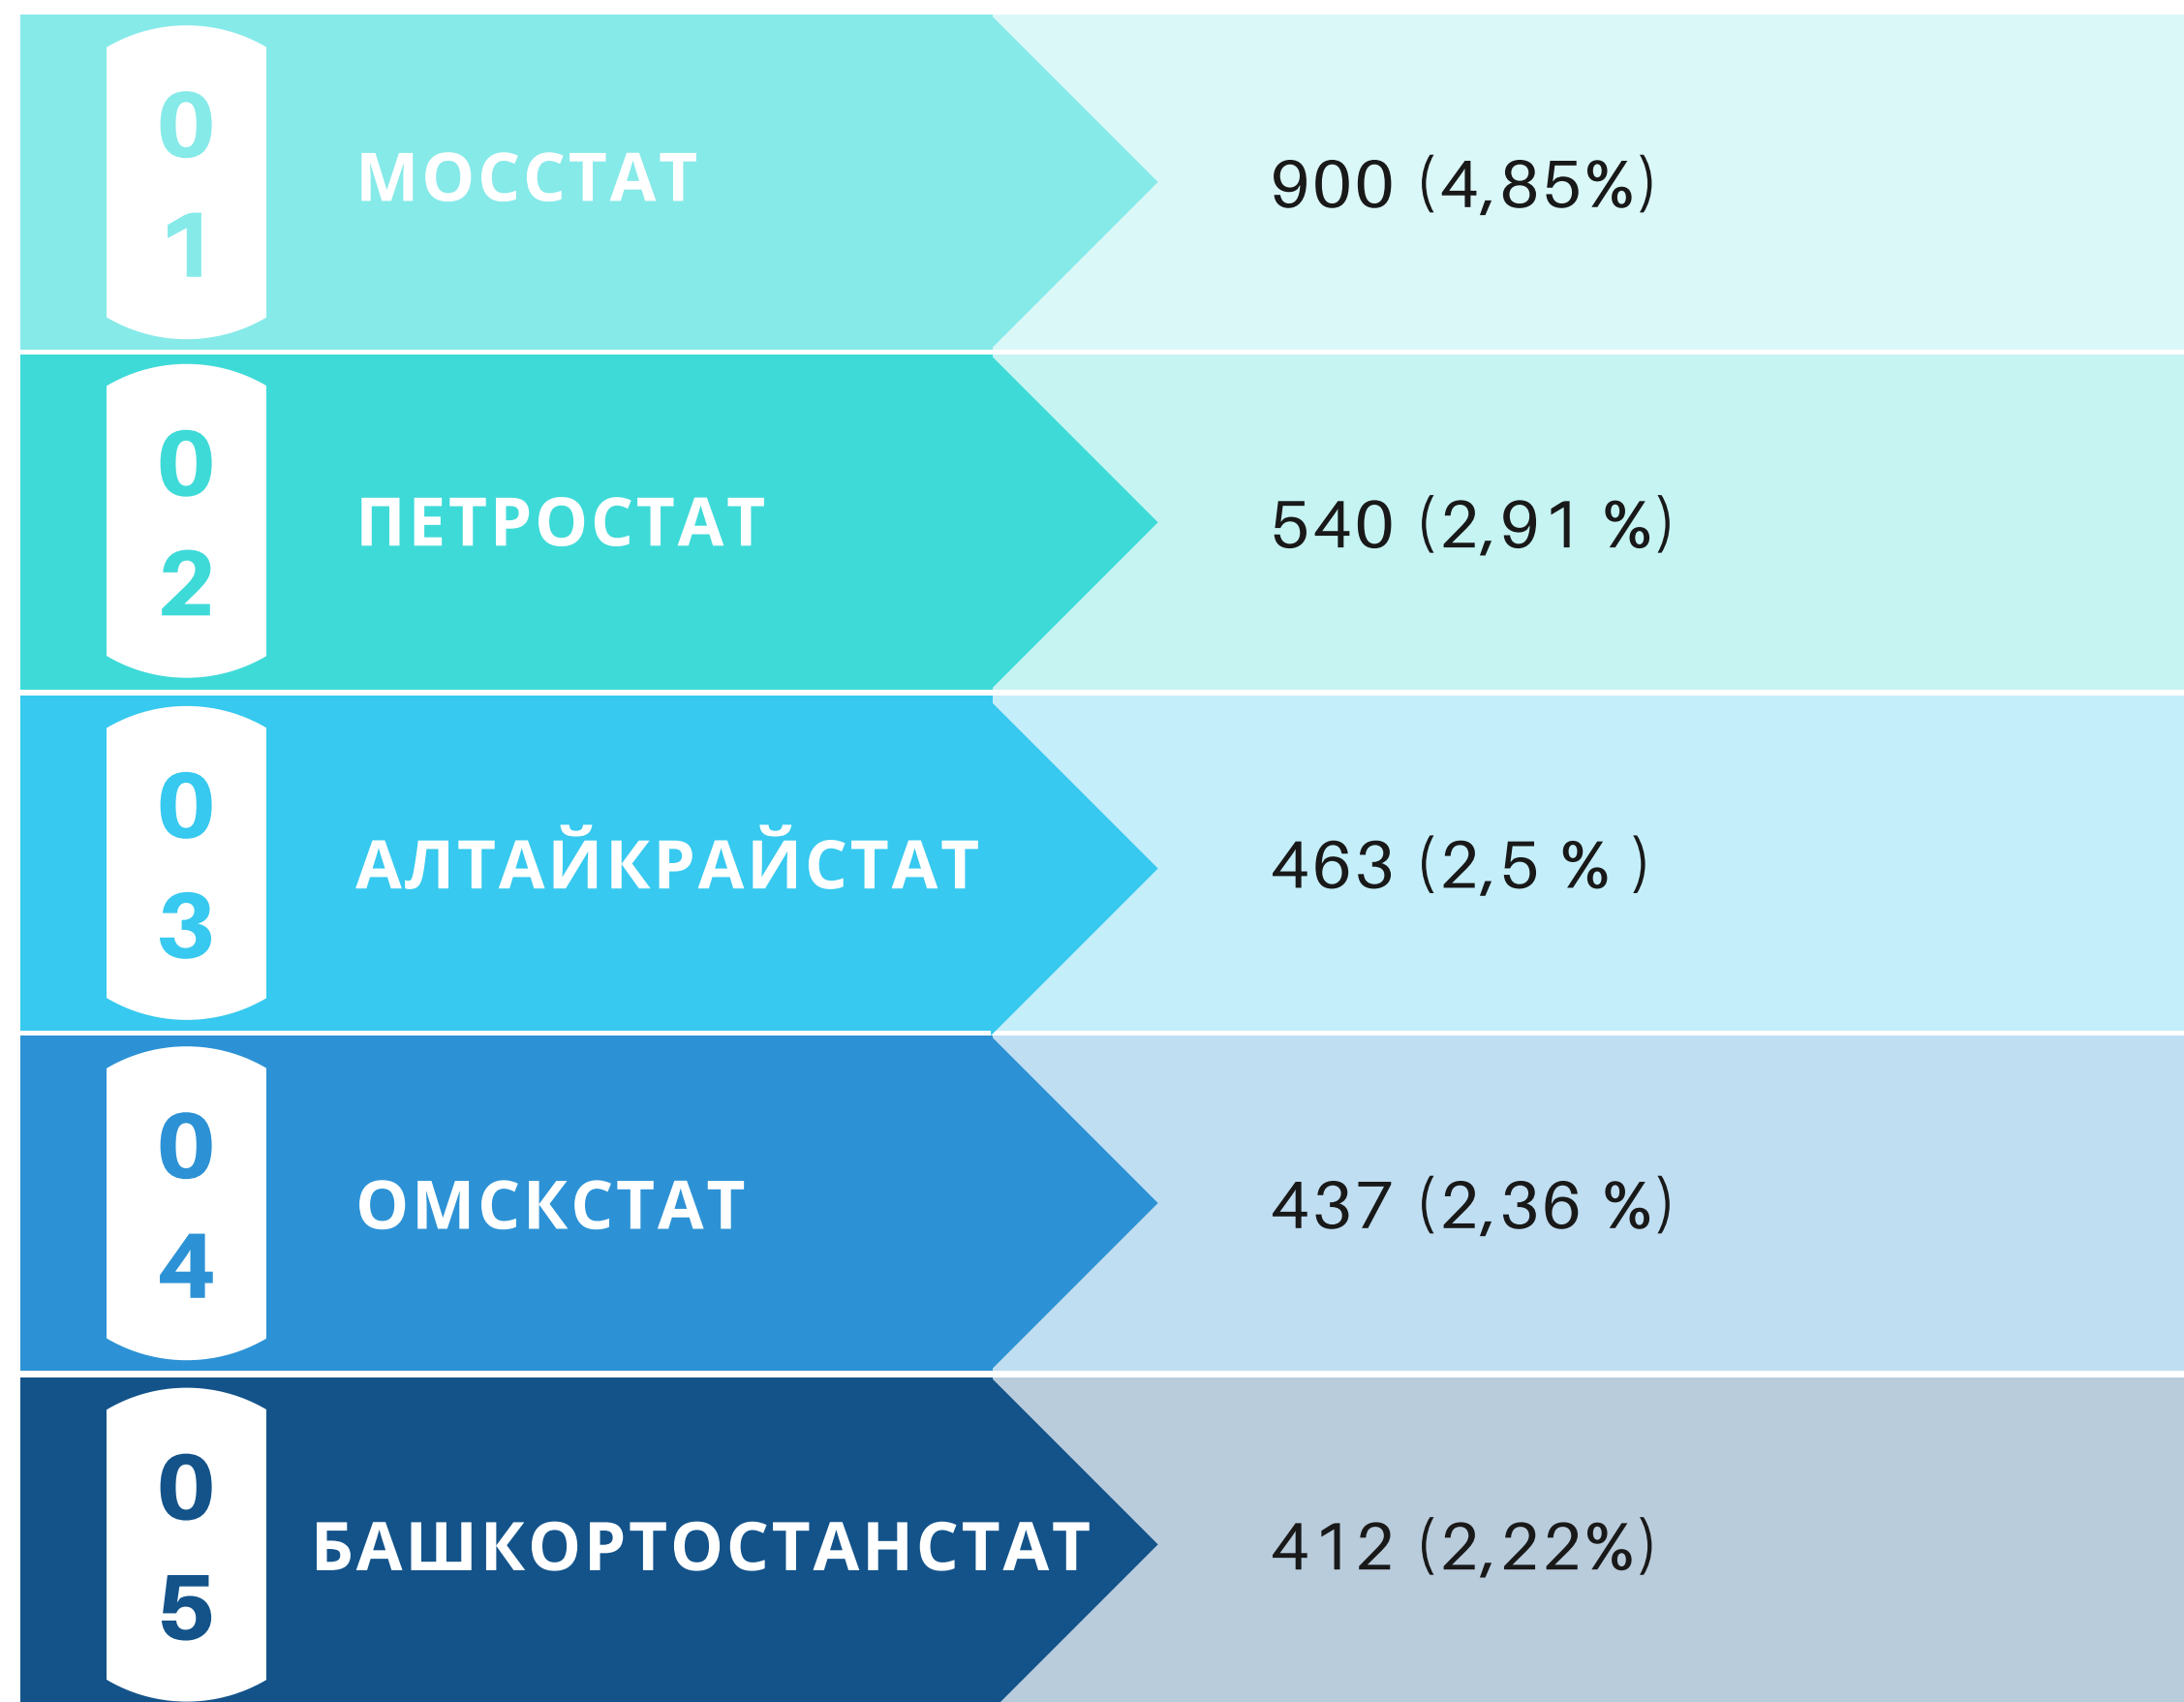 01
МОССТАТ
900 (4,85%)
02
ПЕТРОСТАТ
540 (2,91 %)
03
АЛТАЙКРАЙСТАТ
463 (2,5 % )
04
ОМСКСТАТ
437 (2,36 %)
05
БАШКОРТОСТАНСТАТ
412 (2,22%)